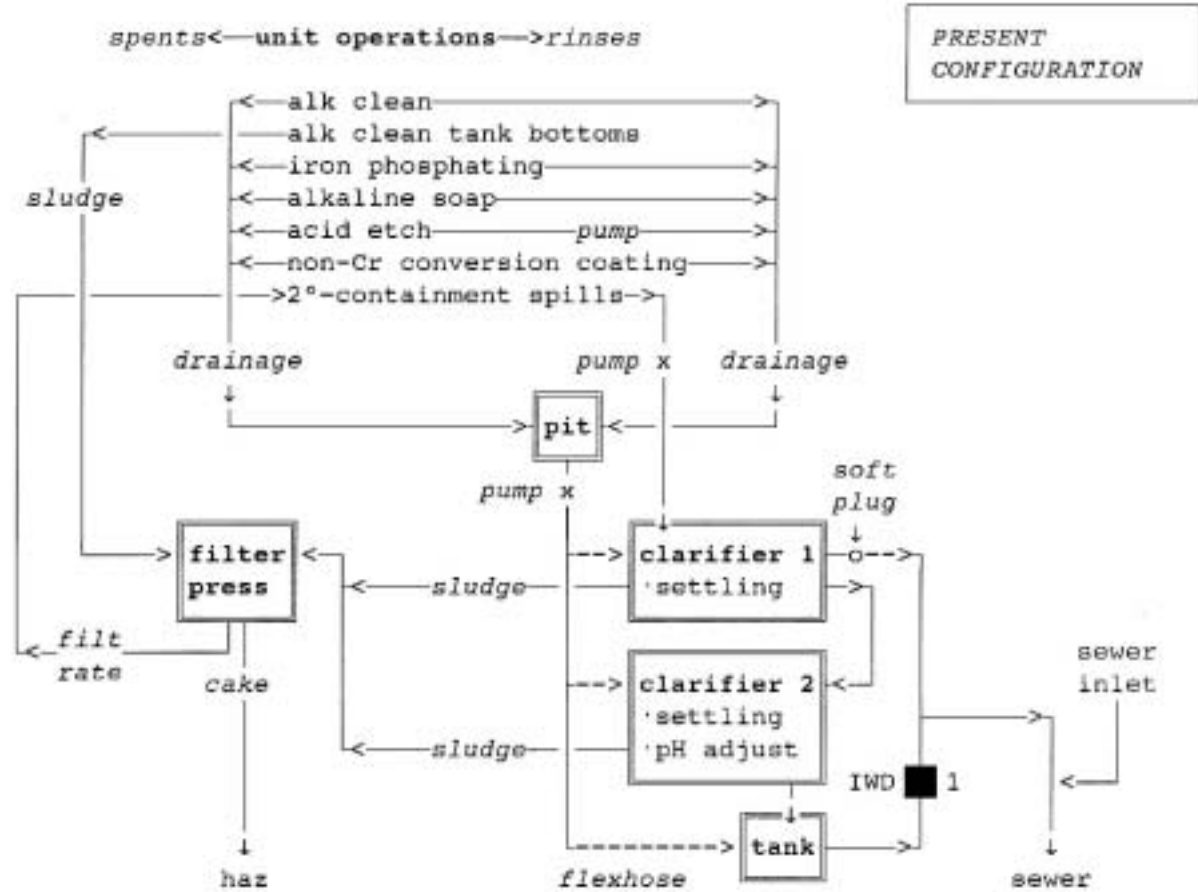 spents<—unit operations—>rinses
PRESENT
CONFIGURATION
alk clean
alk clean tank bottoms
iron phosphating
sludge
alkaline soap
acid etch pump
non-Cr conversion coating
2°-containment spills
drainage
pump x
drainage
pit
pump x
soft
plug
filter
press
clarifier 1
·settling
sludge
filt
rate
cake
clarifier 2
·settling
·pH adjust
sludge
sewer
inlet
IWD 1
tank
haz
flexhose
sewer